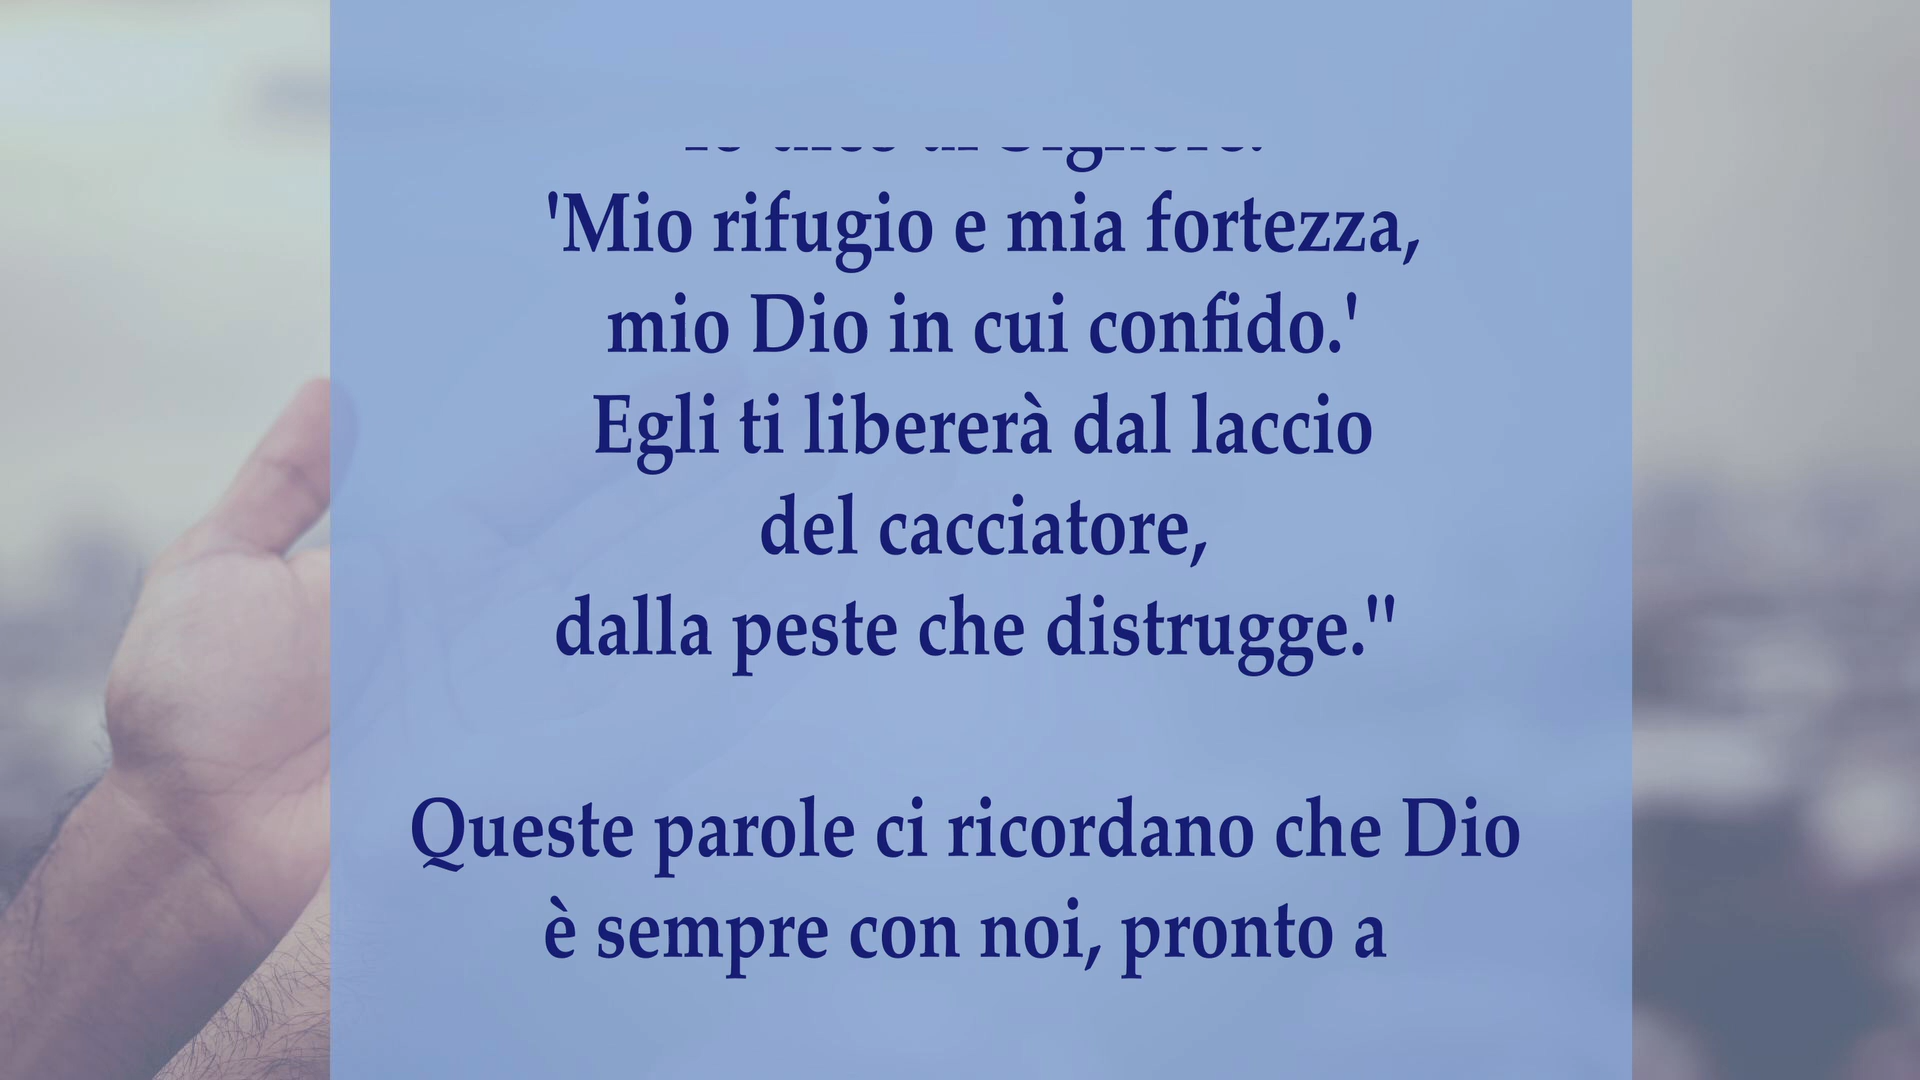 'Mio rifugio e mia fortezza,
mio Dio in cui confido.'
Egli ti libererà dal laccio
del cacciatore,
dalla peste che distrugge."
Queste parole ci ricordano che Dio
è sempre con noi, pronto a